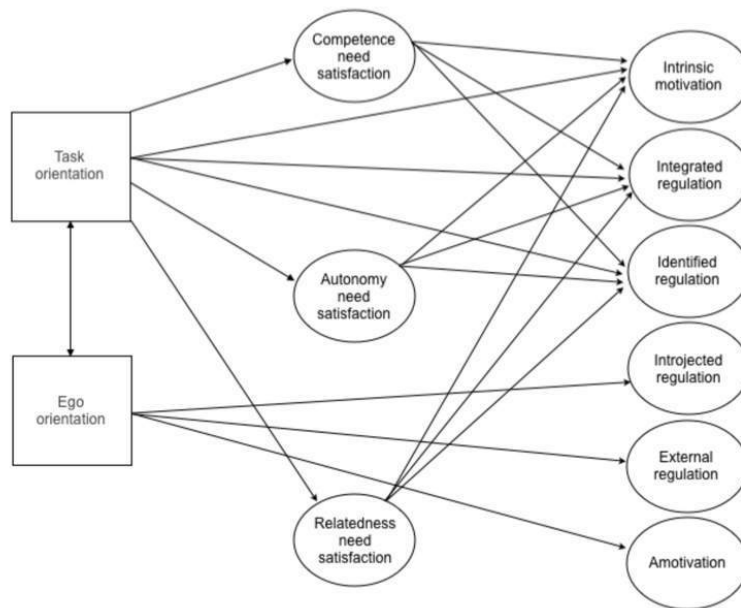 Competence
need
satisfaction
Intrinsic
motivation
Task
orientation
Integrated
regulation
Autonomy
need
satisfaction
Identified
regulation
Introjected
regulation
Ego
orientation
External
regulation
Relatedness
need
satisfaction
Amotivation